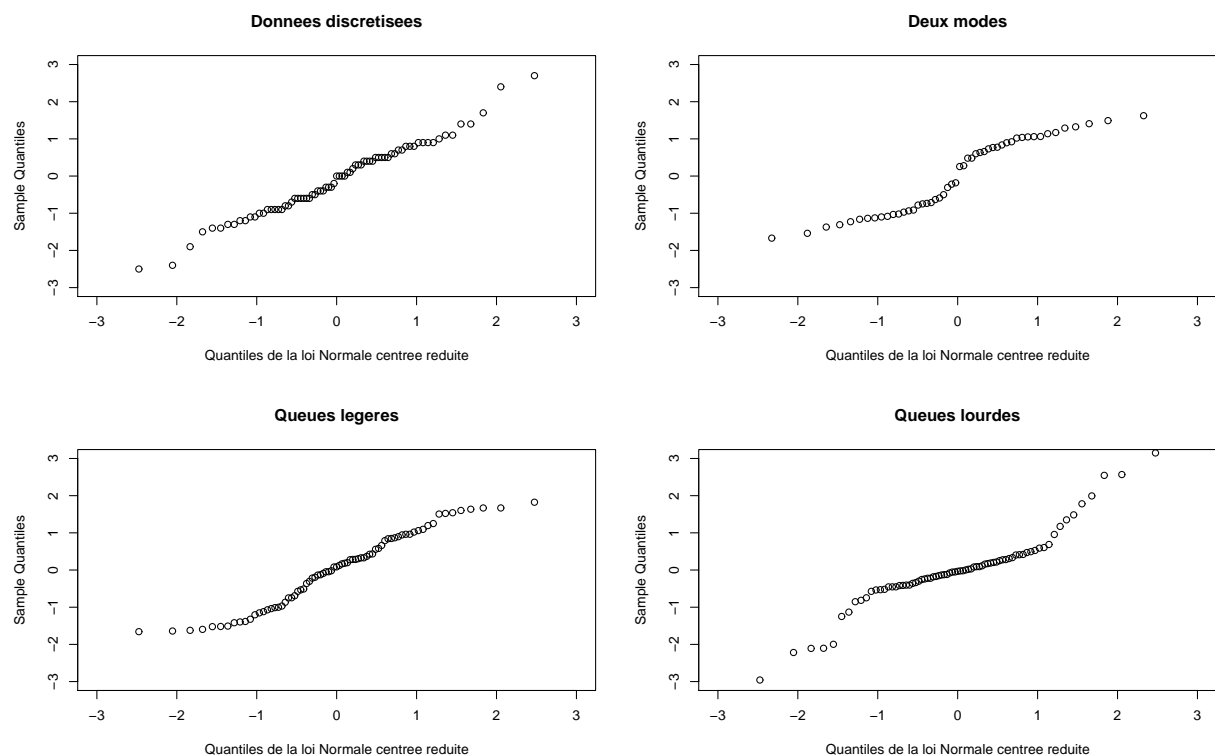 Donnees discretisees
Sample Quantiles
3
2
1
0
−1
−2
−3
−3 −2 −1 0 1 2 3
Quantiles de la loi Normale centree reduite
Deux modes
Sample Quantiles
3
2
1
0
−1
−2
−3
−3 −2 −1 0 1 2 3
Quantiles de la loi Normale centree reduite
Queues legeres
Sample Quantiles
3
2
1
0
−1
−2
−3
−3 −2 −1 0 1 2 3
Quantiles de la loi Normale centree reduite
Queues lourdes
Sample Quantiles
3
2
1
0
−1
−2
−3
−3 −2 −1 0 1 2 3
Quantiles de la loi Normale centree reduite